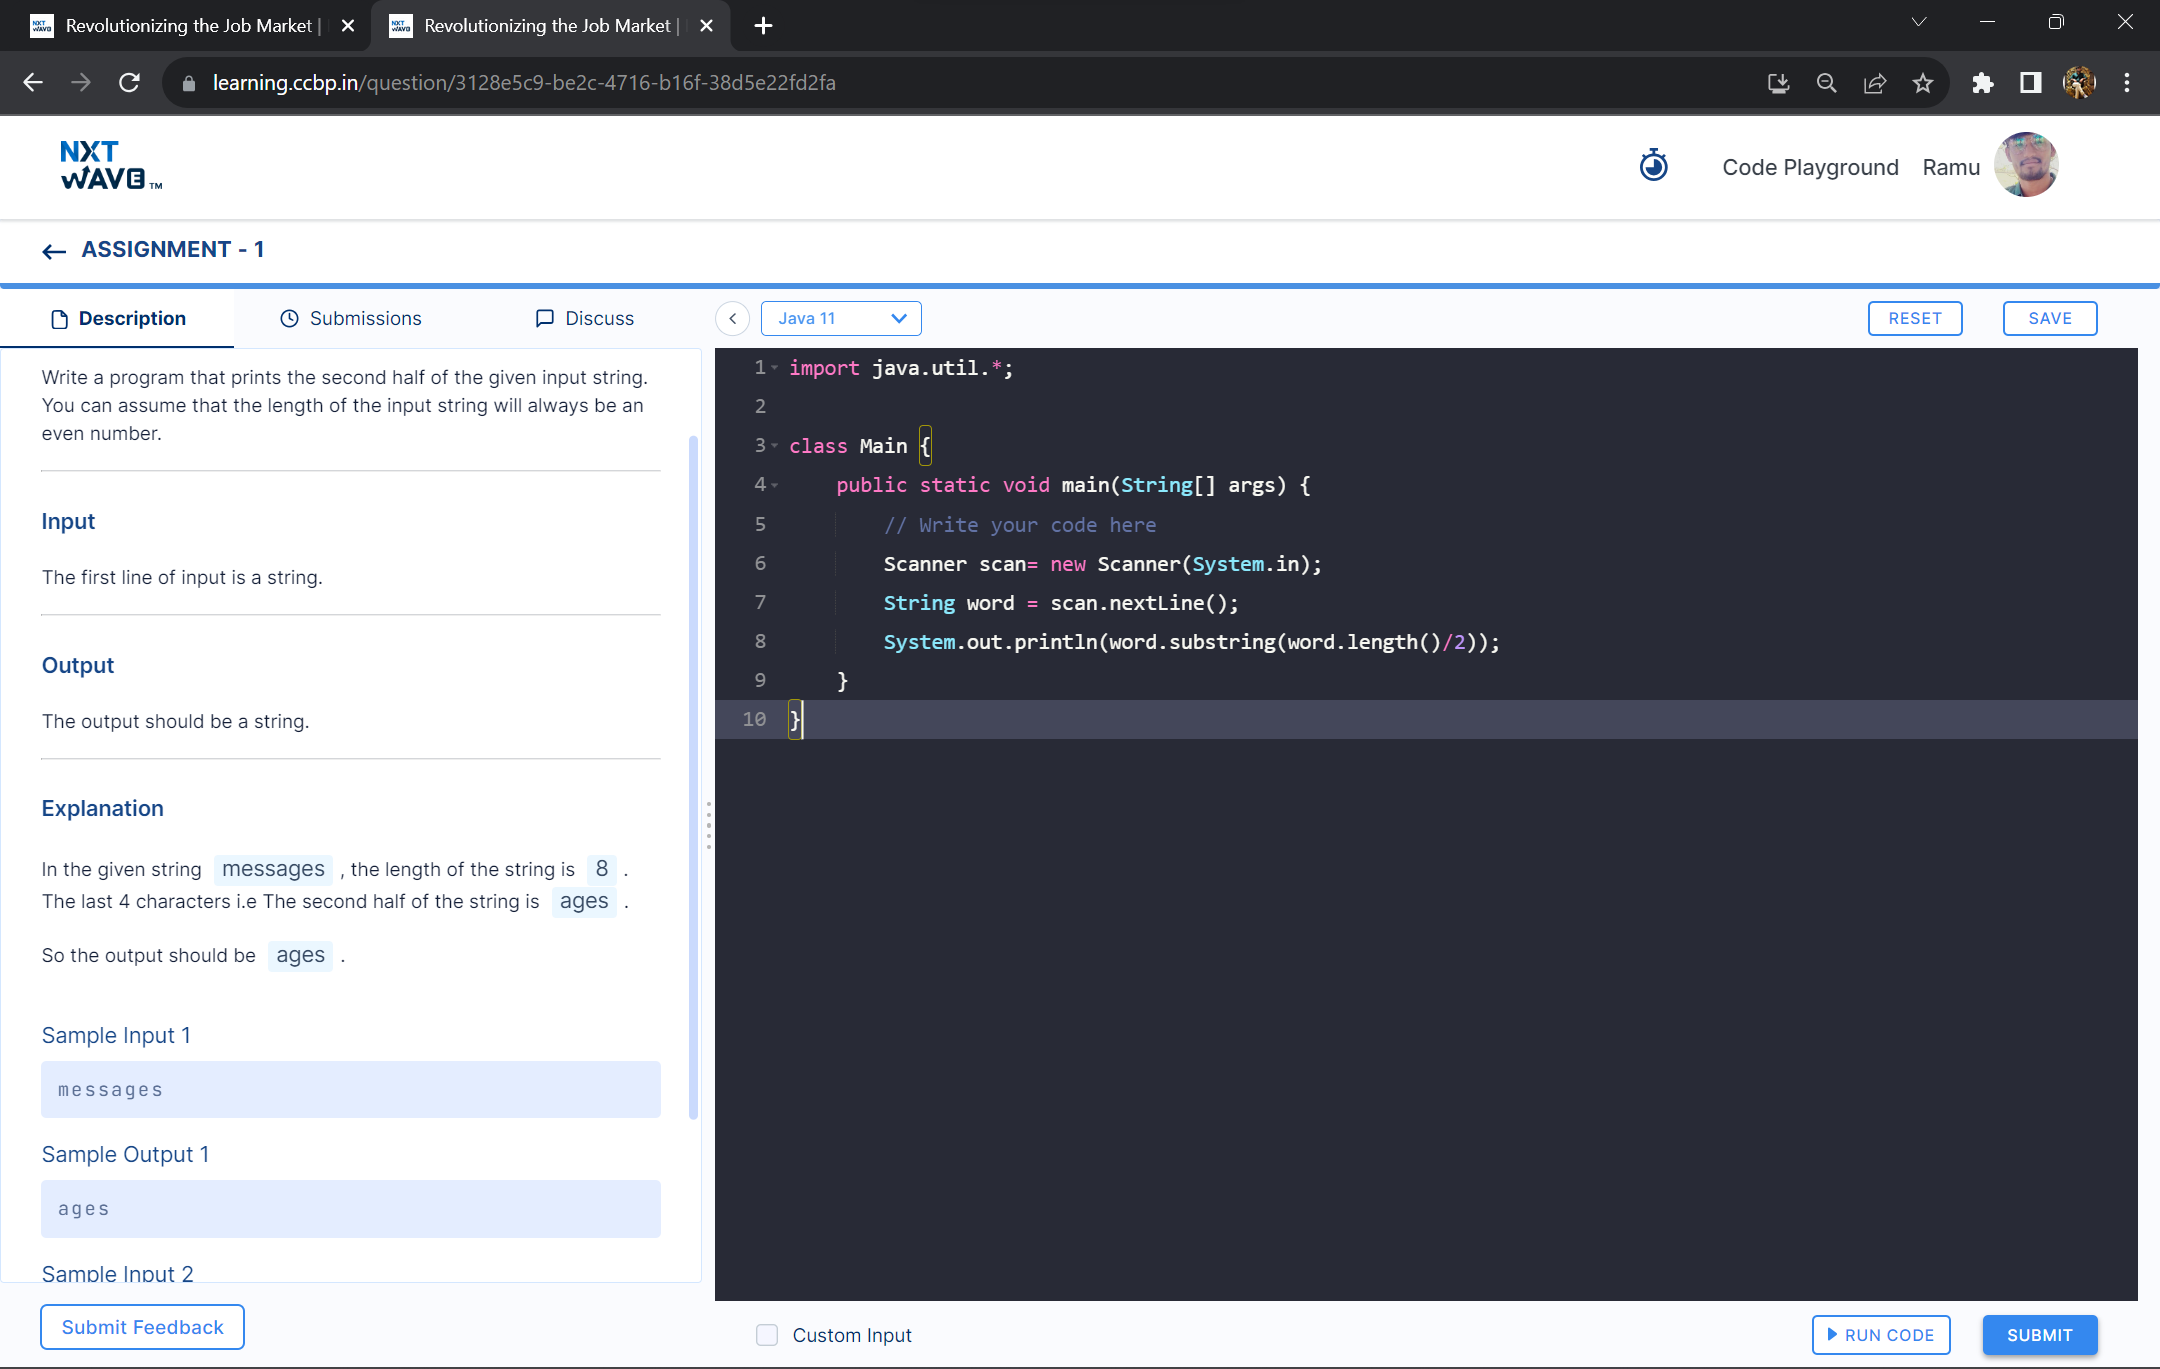 Revolutionizing the Job Market |
Revolutionizing the Job Market |
learning.ccbp.in/question/3128e5c9-be2c-4716-b16f-38d5e22fd2fa
NXT
WAVE TM
Code Playground
Ramu
ASSIGNMENT - 1
Description
Submissions
Discuss
Java 11
RESET
SAVE
Write a program that prints the second half of the given input string.
You can assume that the length of the input string will always be an
even number.
Input
The first line of input is a string.
Output
The output should be a string.
Explanation
In the given string messages , the length of the string is 8 .
The last 4 characters i.e The second half of the string is ages .
So the output should be ages .
Sample Input 1
messages
Sample Output 1
ages
Sample Input 2
Submit Feedback
1 import java.util.*;
2
3 class Main {
4 public static void main(String[] args) {
5 // Write your code here
6 Scanner scan= new Scanner(System.in);
7 String word = scan.nextLine();
8 System.out.println(word.substring(word.length()/2));
9 }
10 }
Custom Input
RUN CODE
SUBMIT